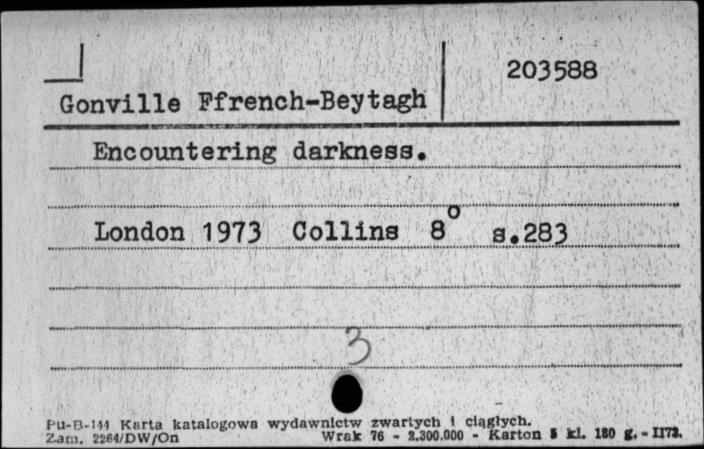 203588
Gonville Ffrench-Beytagh
Encountering darkness.
London 1973 Collins 8° s.283
3
Pu-B-144 Karta katalogowa wydawnictw zwartych i ciągłych.
Zam. 2264/DW/On Wrak 76 - 2.300.000 - Karton 5 kl. 180 g. - II73.